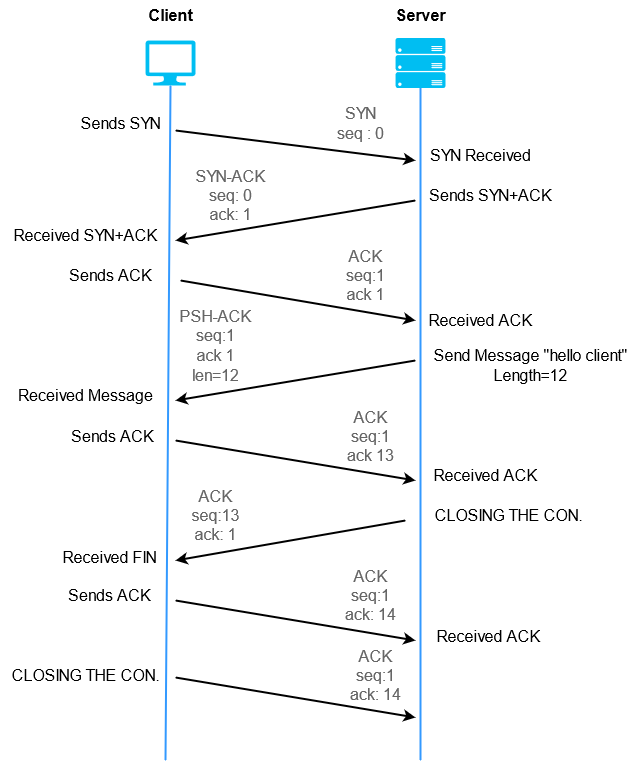 Client
Server
Sends SYN
SYN
seq : 0
SYN Received
SYN-ACK
seq: 0
ack: 1
Sends SYN+ACK
Received SYN+ACK
Sends ACK
ACK
seq:1
ack 1
Received ACK
PSH-ACK
seq:1
ack 1
len=12
Send Message "hello client"
Length=12
Received Message
Sends ACK
ACK
seq:1
ack 13
Received ACK
ACK
seq:13
ack: 1
CLOSING THE CON.
Received FIN
Sends ACK
ACK
seq:1
ack: 14
Received ACK
CLOSING THE CON.
ACK
seq:1
ack: 14